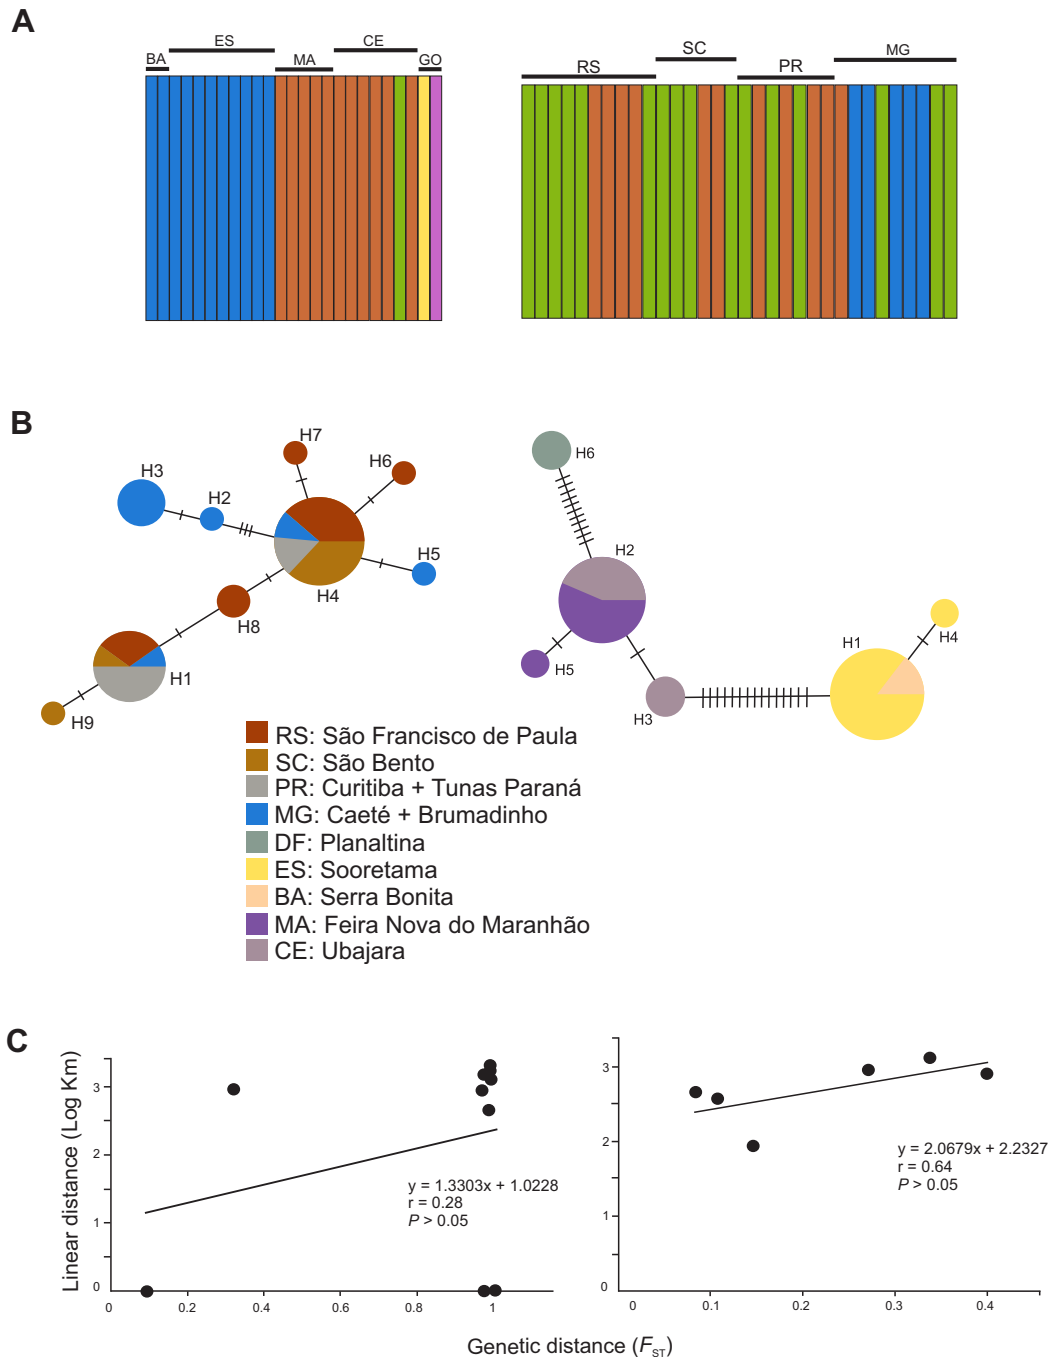 A
BA
ES
MA
CE
GO
RS
SC
PR
MG
B
H3
H2
H7
H6
H5
H4
H8
H1
H9
H6
H2
H5
H3
H1
H4
RS: São Francisco de Paula
SC: São Bento
PR: Curitiba + Tunas Paraná
MG: Caeté + Brumadinho
DF: Planaltina
ES: Sooretama
BA: Serra Bonita
MA: Feira Nova do Maranhão
CE: Ubajara
C
Linear distance (Log Km)
3
2
1
0
0 0.2 0.4 0.6 0.8 1
y = 1.3303x + 1.0228
r = 0.28
P > 0.05
3
2
1
0
0 0.1 0.2 0.3 0.4
y = 2.0679x + 2.2327
r = 0.64
P > 0.05
Genetic distance (FST)